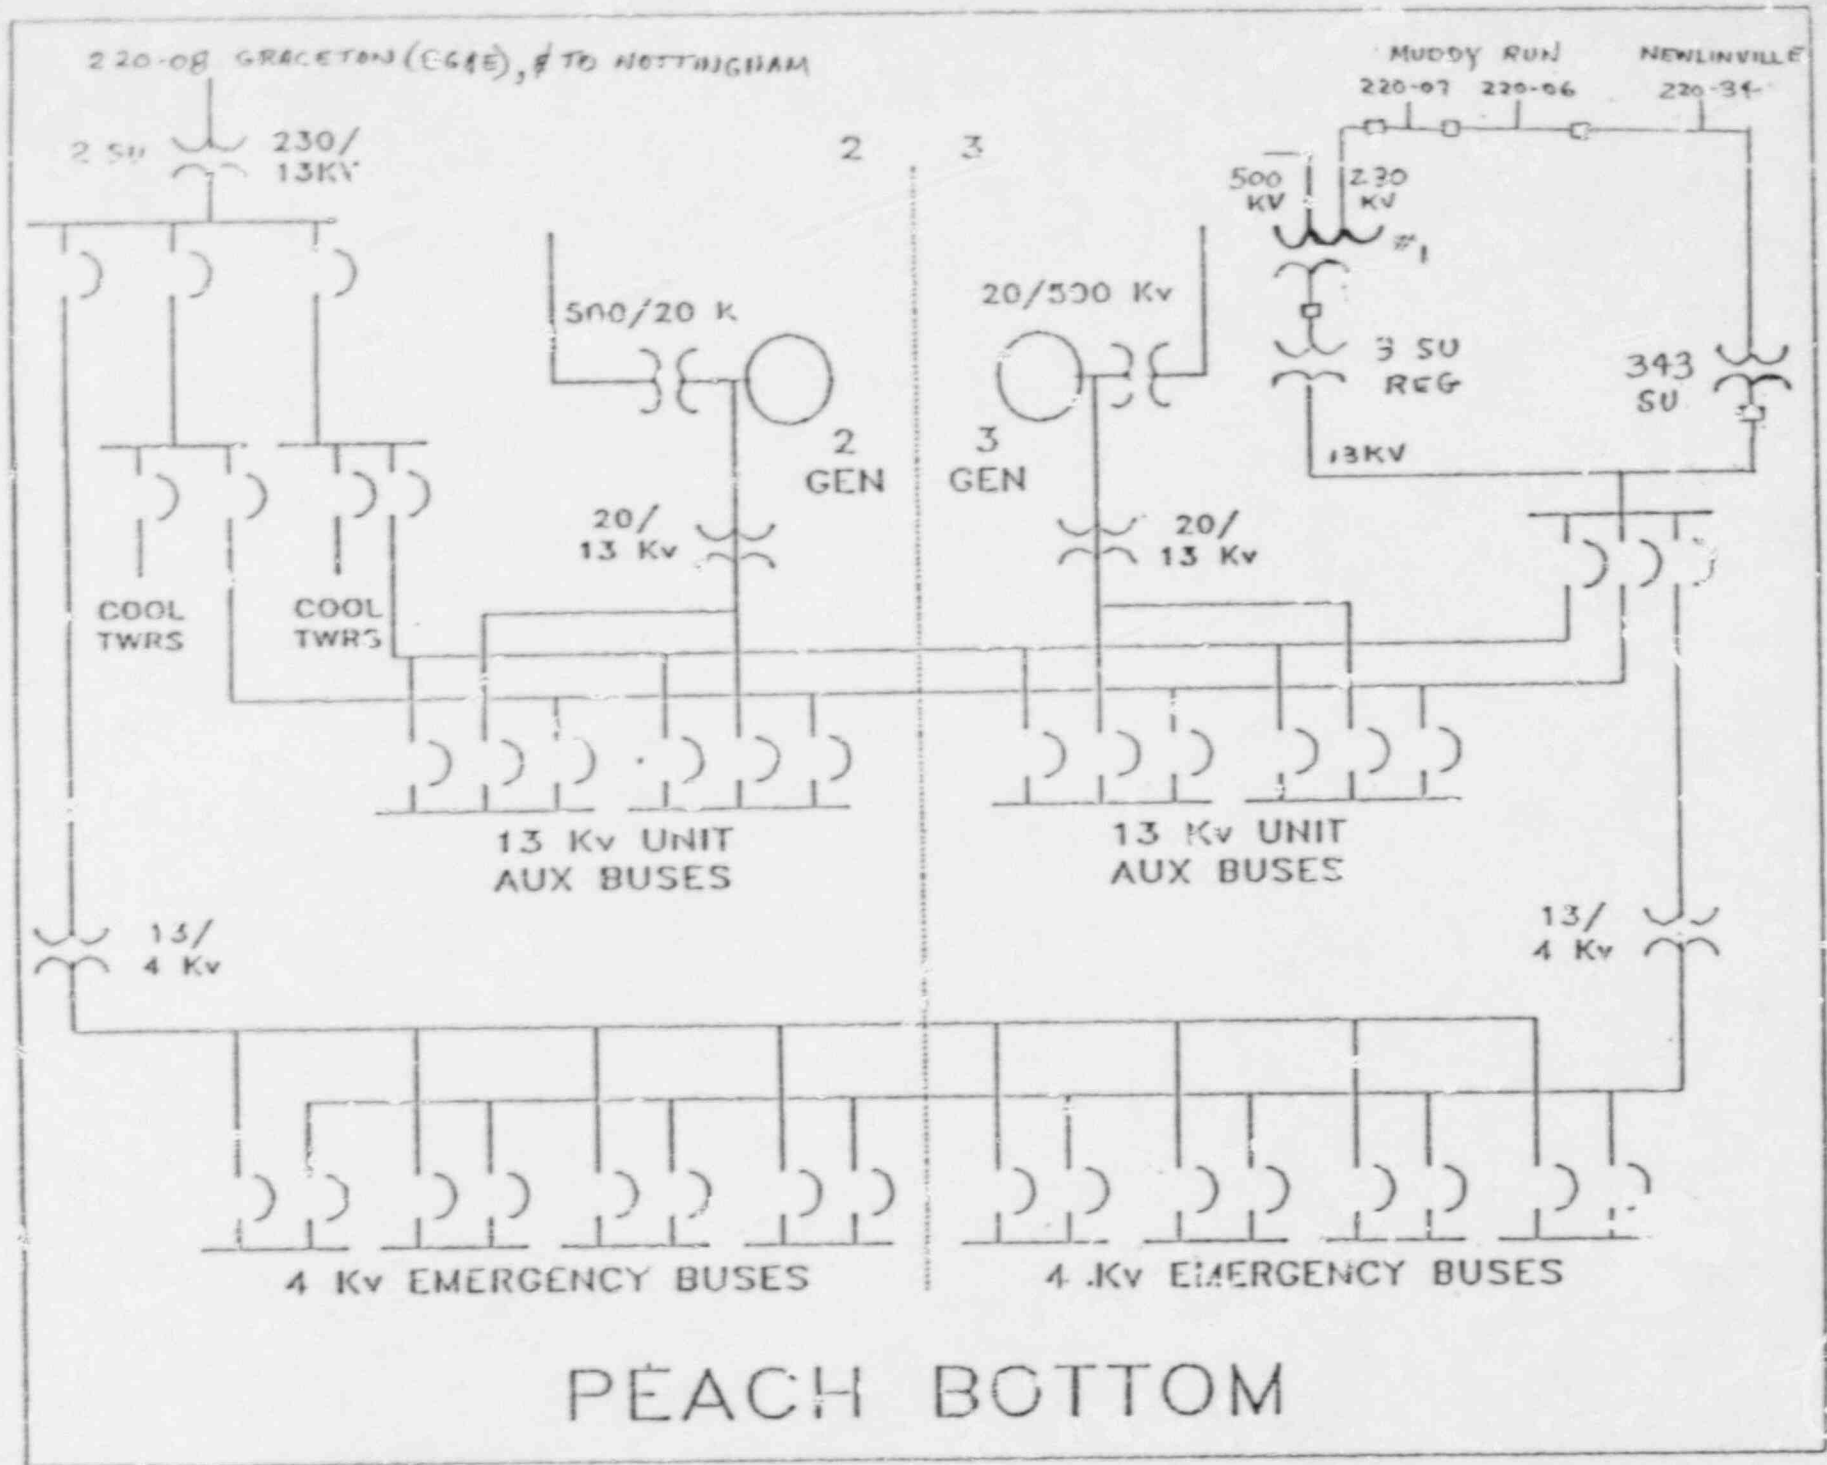 220-08 GRACETON (BG&E), & TO NOTTINGHAM
MUDDY RUN
NEWLINVILLE
220-07 220-06
220-34
2 SU
230/
13KV
2 3
500
KV
230
KV
#1
500/20 K
20/500 Kv
3 SU
REG
343
SU
2
GEN
3
GEN
13KV
20/
13 Kv
20/
13 Kv
COOL
TWRS
COOL
TWRS
13 Kv UNIT
AUX BUSES
13 Kv UNIT
AUX BUSES
13/
4 Kv
13/
4 Kv
4 Kv EMERGENCY BUSES
4 .Kv EMERGENCY BUSES
PEACH BOTTOM